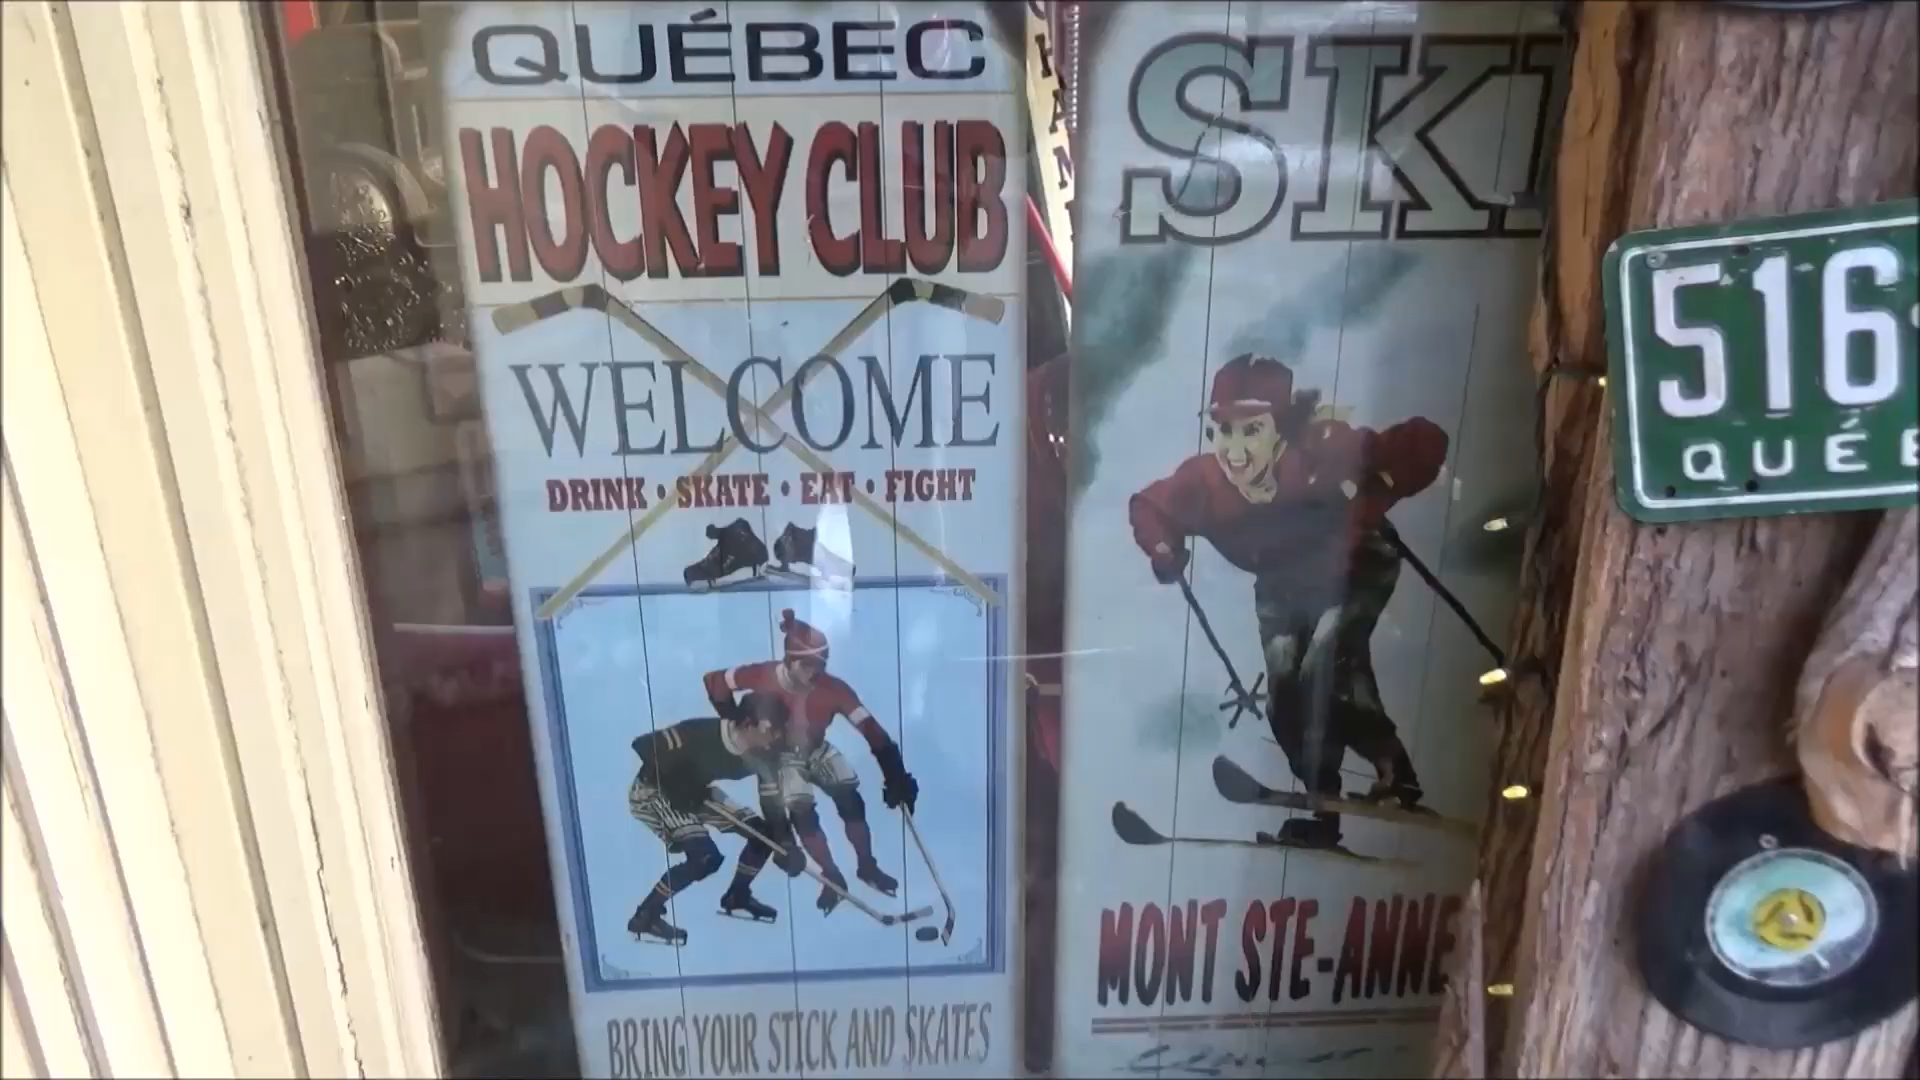 QUÉBEC
HOCKEY CLUB
WELCOME
DRINK • SKATE • EAT • FIGHT
BRING YOUR STICK AND SKATES
SKI
MONT STE-ANNE
516
QUÉB